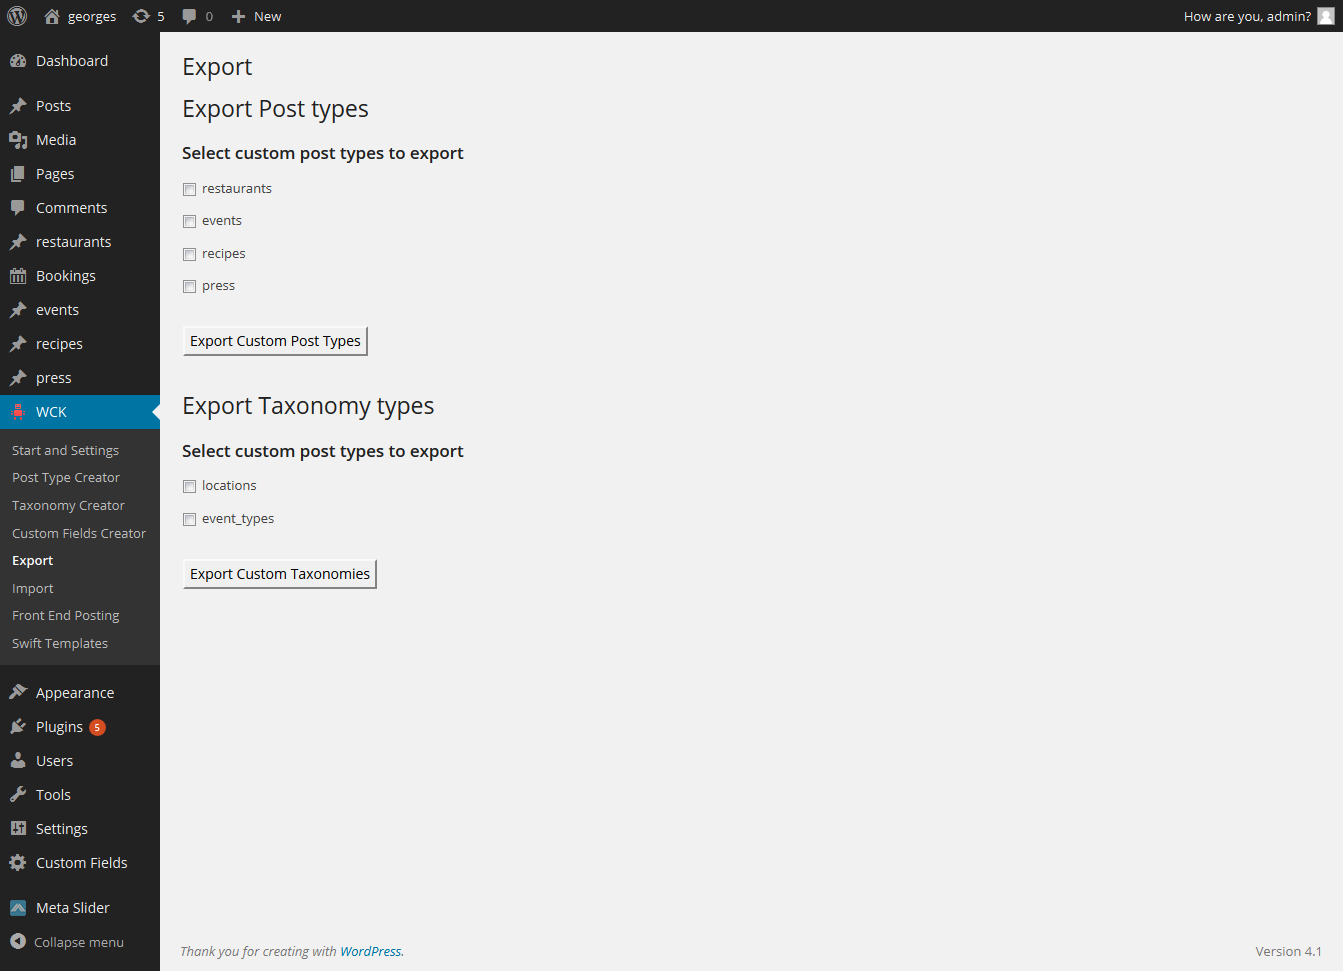 georges 5 0 New How are you, admin?
Dashboard
Posts
Media
Pages
Comments
restaurants
Bookings
events
recipes
press
WCK
Start and Settings
Post Type Creator
Taxonomy Creator
Custom Fields Creator
Export
Import
Front End Posting
Swift Templates
Appearance
Plugins 5
Users
Tools
Settings
Custom Fields
Meta Slider
Collapse menu
Export
Export Post types
Select custom post types to export
restaurants
events
recipes
press
Export Custom Post Types
Export Taxonomy types
Select custom post types to export
locations
event_types
Export Custom Taxonomies
Thank you for creating with WordPress. Version 4.1